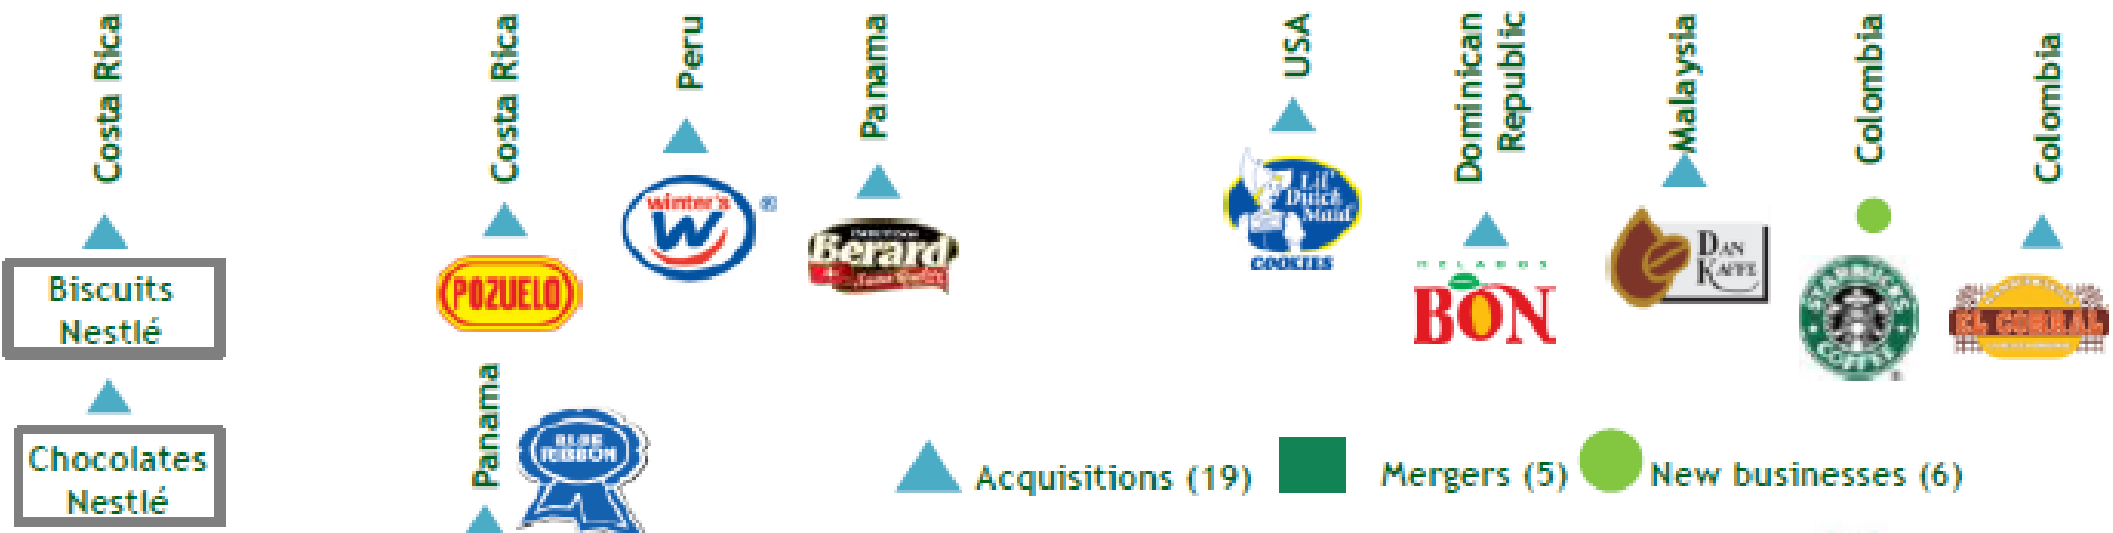 Costa Rica
Biscuits
Nestlé
Chocolates
Nestlé
Costa Rica
POZUELO
Panama
BLUE
RIBBON
Peru
winter's
W
®
Panama
Berard
USA
Lil'
Dutch
Maid
COOKIES
Dominican
Republic
HELADOS
BON
Malaysia
DAN
KAFFE
Colombia
STARBUCKS
COFFEE
®
Colombia
EL CORRAL
Acquisitions (19)
Mergers (5)
New businesses (6)